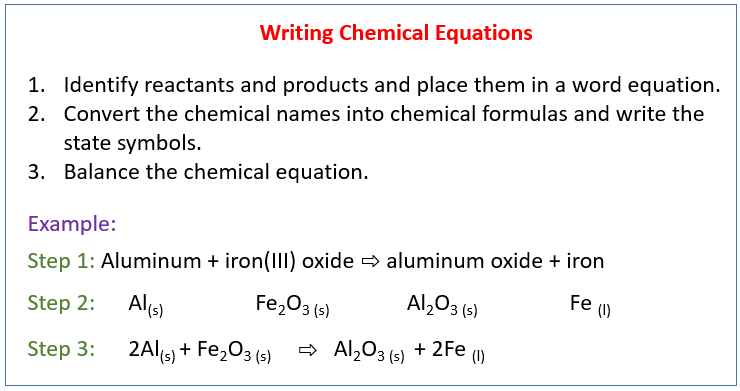 Writing Chemical Equations
1. Identify reactants and products and place them in a word equation.
2. Convert the chemical names into chemical formulas and write the
state symbols.
3. Balance the chemical equation.
Example:
Step 1: Aluminum + iron(III) oxide ⇨ aluminum oxide + iron
Step 2: Al(s) Fe₂O₃ (s) Al₂O₃ (s) Fe (l)
Step 3: 2Al(s) + Fe₂O₃ (s) ⇨ Al₂O₃ (s) + 2Fe (l)